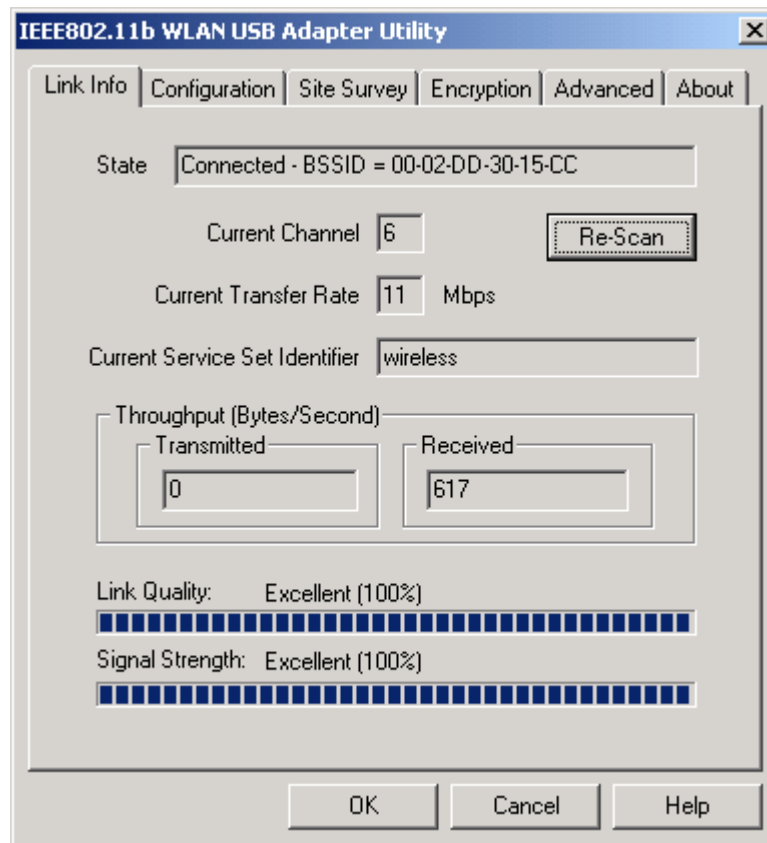 IEEE802.11b WLAN USB Adapter Utility
Link Info Configuration Site Survey Encryption Advanced About
State Connected - BSSID = 00-02-DD-30-15-CC
Current Channel 6 Re-Scan
Current Transfer Rate 11 Mbps
Current Service Set Identifier wireless
Throughput (Bytes/Second)
Transmitted Received
0 617
Link Quality: Excellent (100%)
Signal Strength: Excellent (100%)
OK Cancel Help